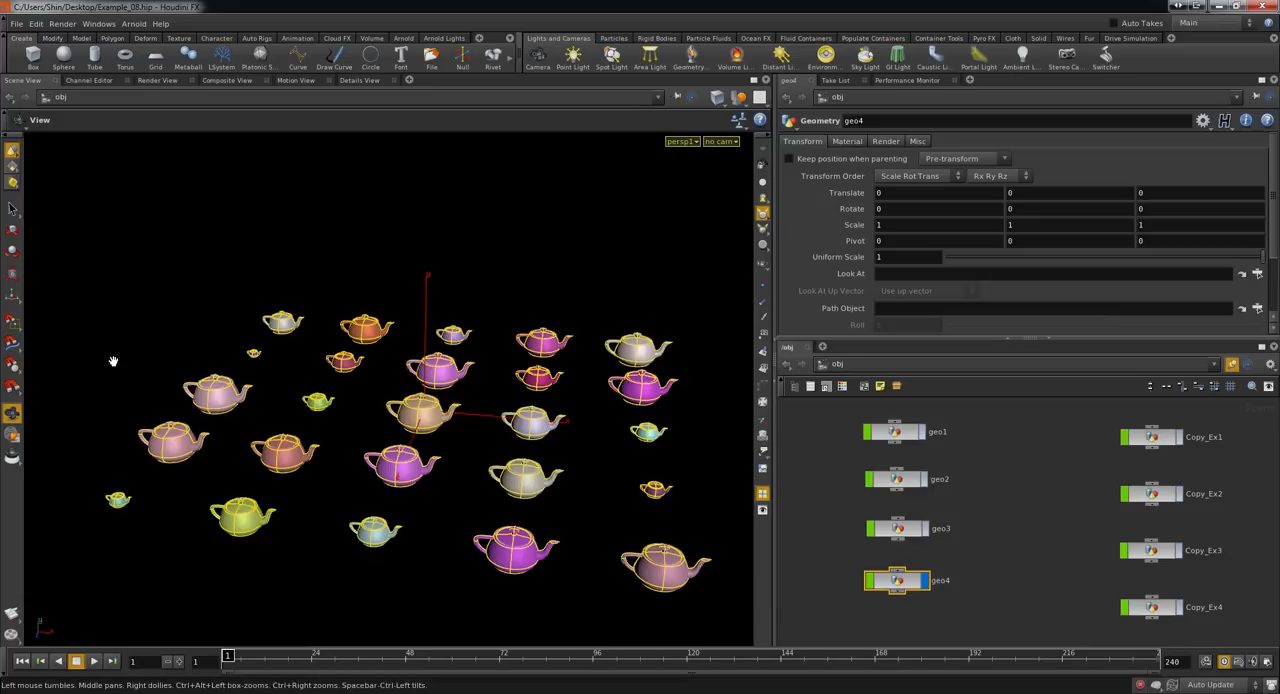 C:/Users/Shin/Desktop/Example_08.hip - Houdini FX
File Edit Render Windows Arnold Help
Auto Takes Main
Create Modify Model Polygon Deform Texture Character Auto Rigs Animation Cloud FX Volume Arnold Arnold Lights
Lights and Cameras Particles Rigid Bodies Particle Fluids Ocean FX Fluid Containers Populate Containers Container Tools Pyro FX Cloth Solid Wires Fur Drive Simulation
Box Sphere Tube Torus Grid Metaball LSystem Platonic S... Curve Draw Curve Circle Font File Null Rivet
Camera Point Light Spot Light Area Light Geometry... Volume Li... Distant Li... Environm... Sky Light GI Light Caustic Li... Portal Light Ambient L... Stereo Ca... Switcher
Scene View Channel Editor Render View Composite View Motion View Details View
geo4 Take List Performance Monitor
obj
obj
View
Geometry geo4
persp1 no cam
Transform Material Render Misc
Keep position when parenting Pre-transform
Transform Order Scale Rot Trans Rx Ry Rz
Translate 0 0 0
Rotate 0 0 0
Scale 1 1 1
Pivot 0 0 0
Uniform Scale 1
Look At
Look At Up Vector Use up vector
Path Object
Roll
/obj
obj
geo1
geo2
geo3
geo4
Copy_Ex1
Copy_Ex2
Copy_Ex3
Copy_Ex4
1 1 1 24 48 72 96 120 144 168 192 216 2 240
Left mouse tumbles. Middle pans. Right dollies. Ctrl+Alt+Left box-zooms. Ctrl+Right zooms. Spacebar-Ctrl-Left tilts.
Auto Update